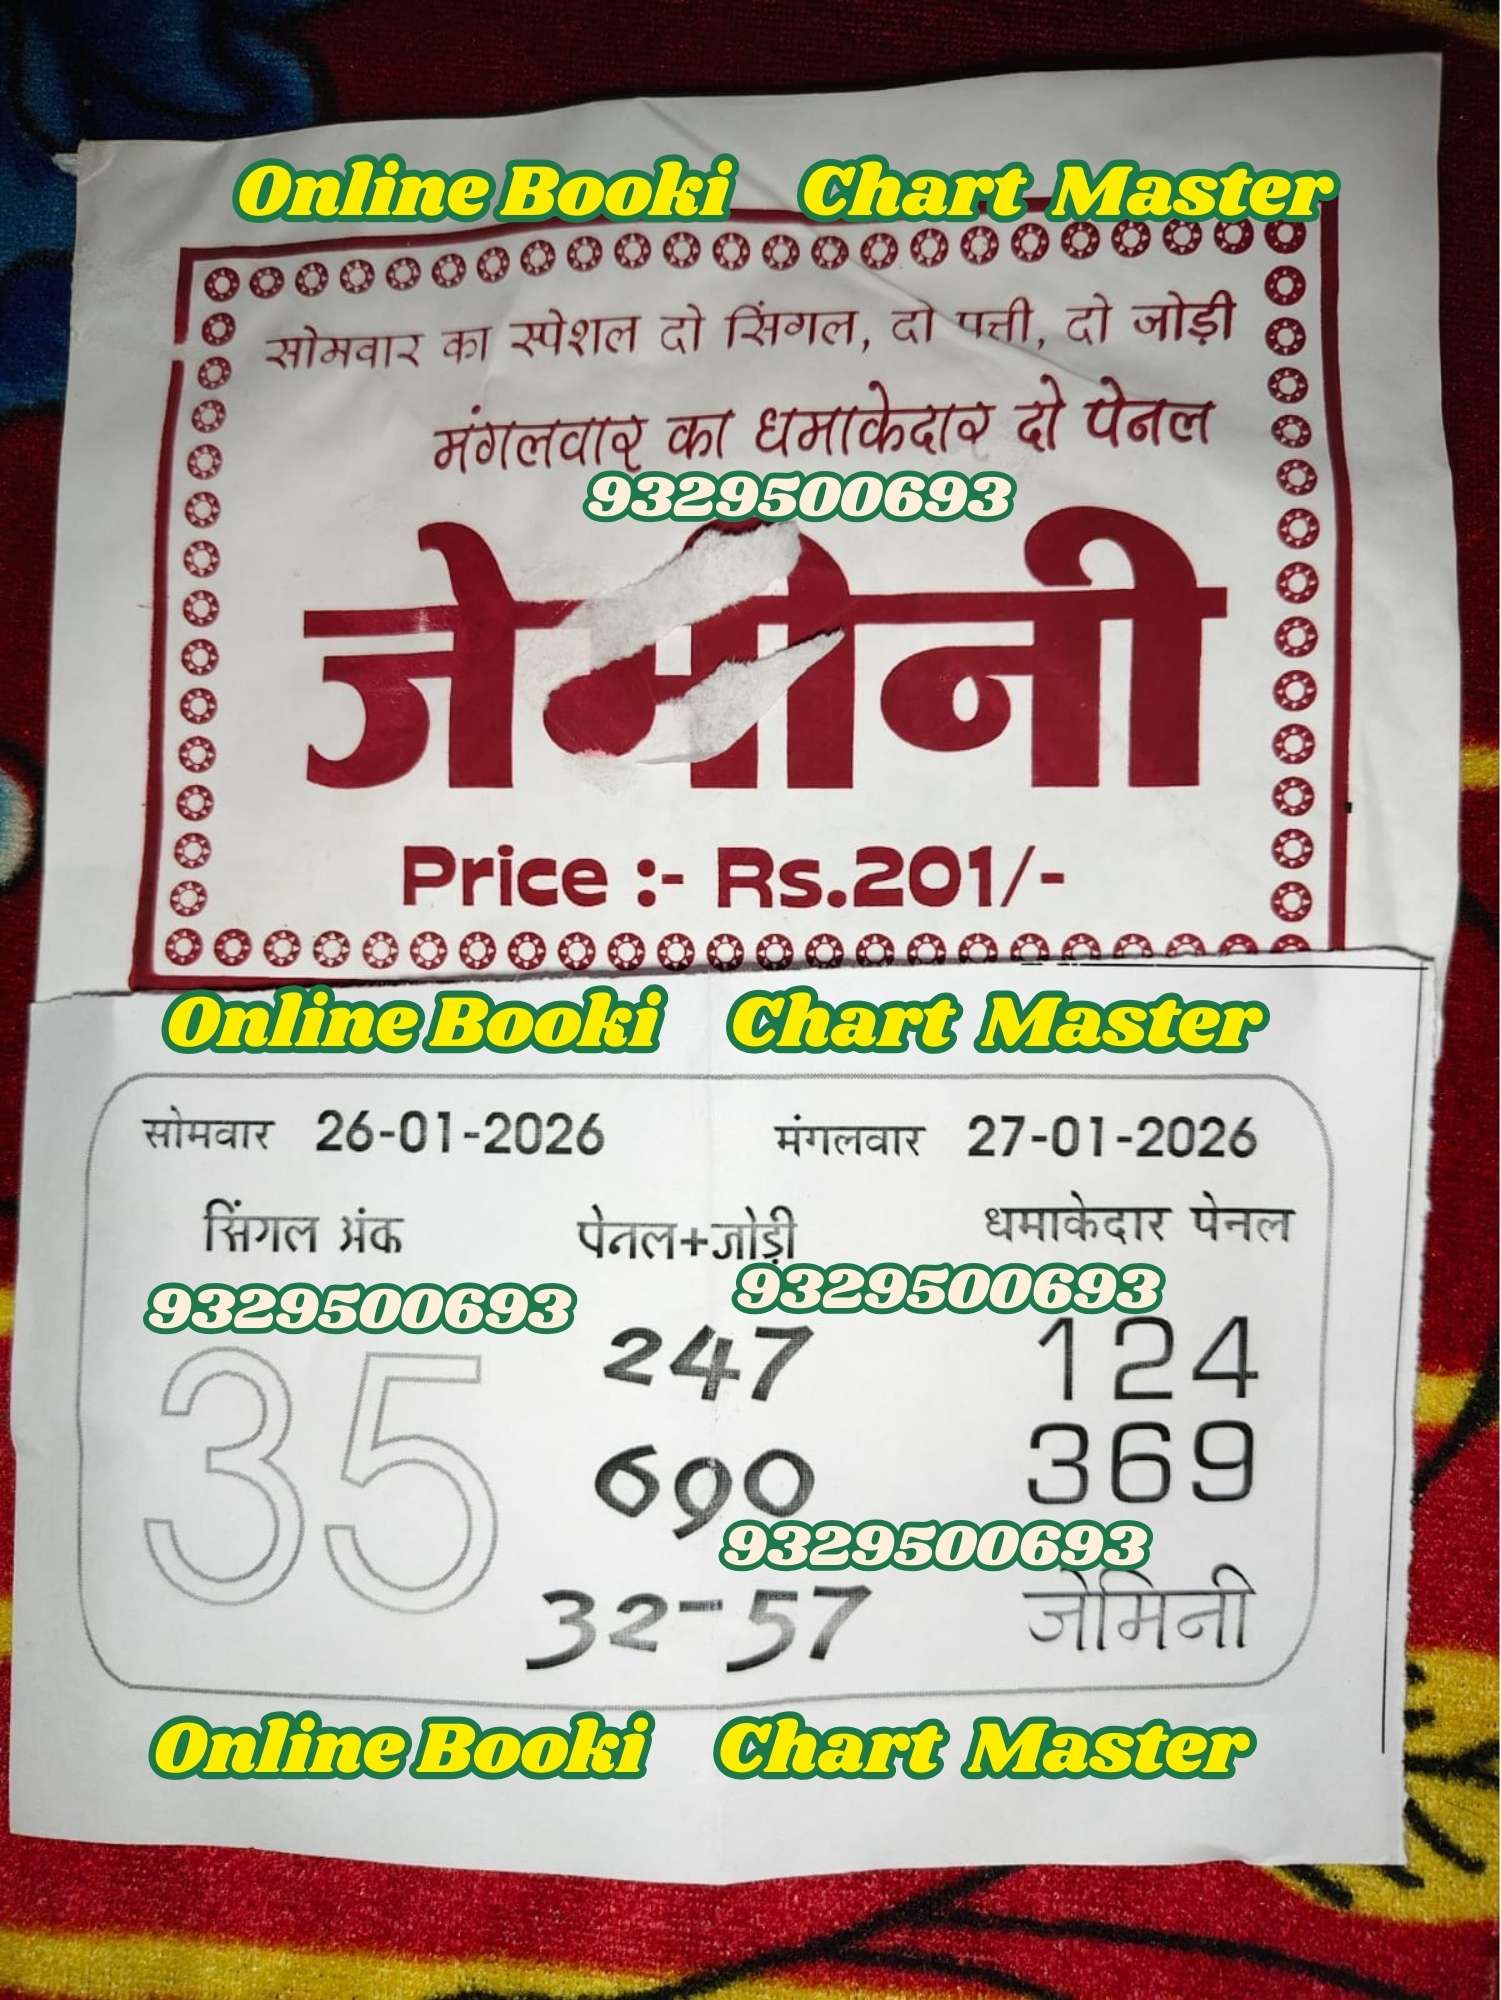 Online Booki Chart Master
सोमवार का स्पेशल दो सिंगल, दो पत्ती, दो जोड़ी
मंगलवार का धमाकेदार दो पेनल
9329500693
जेमीनी
Price :- Rs.201/-
Online Booki Chart Master
सोमवार 26-01-2026 मंगलवार 27-01-2026
सिंगल अंक पेनल+जोड़ी धमाकेदार पेनल
9329500693 9329500693
35 247 124
690 369
9329500693
32-57 जेमिनी
Online Booki Chart Master